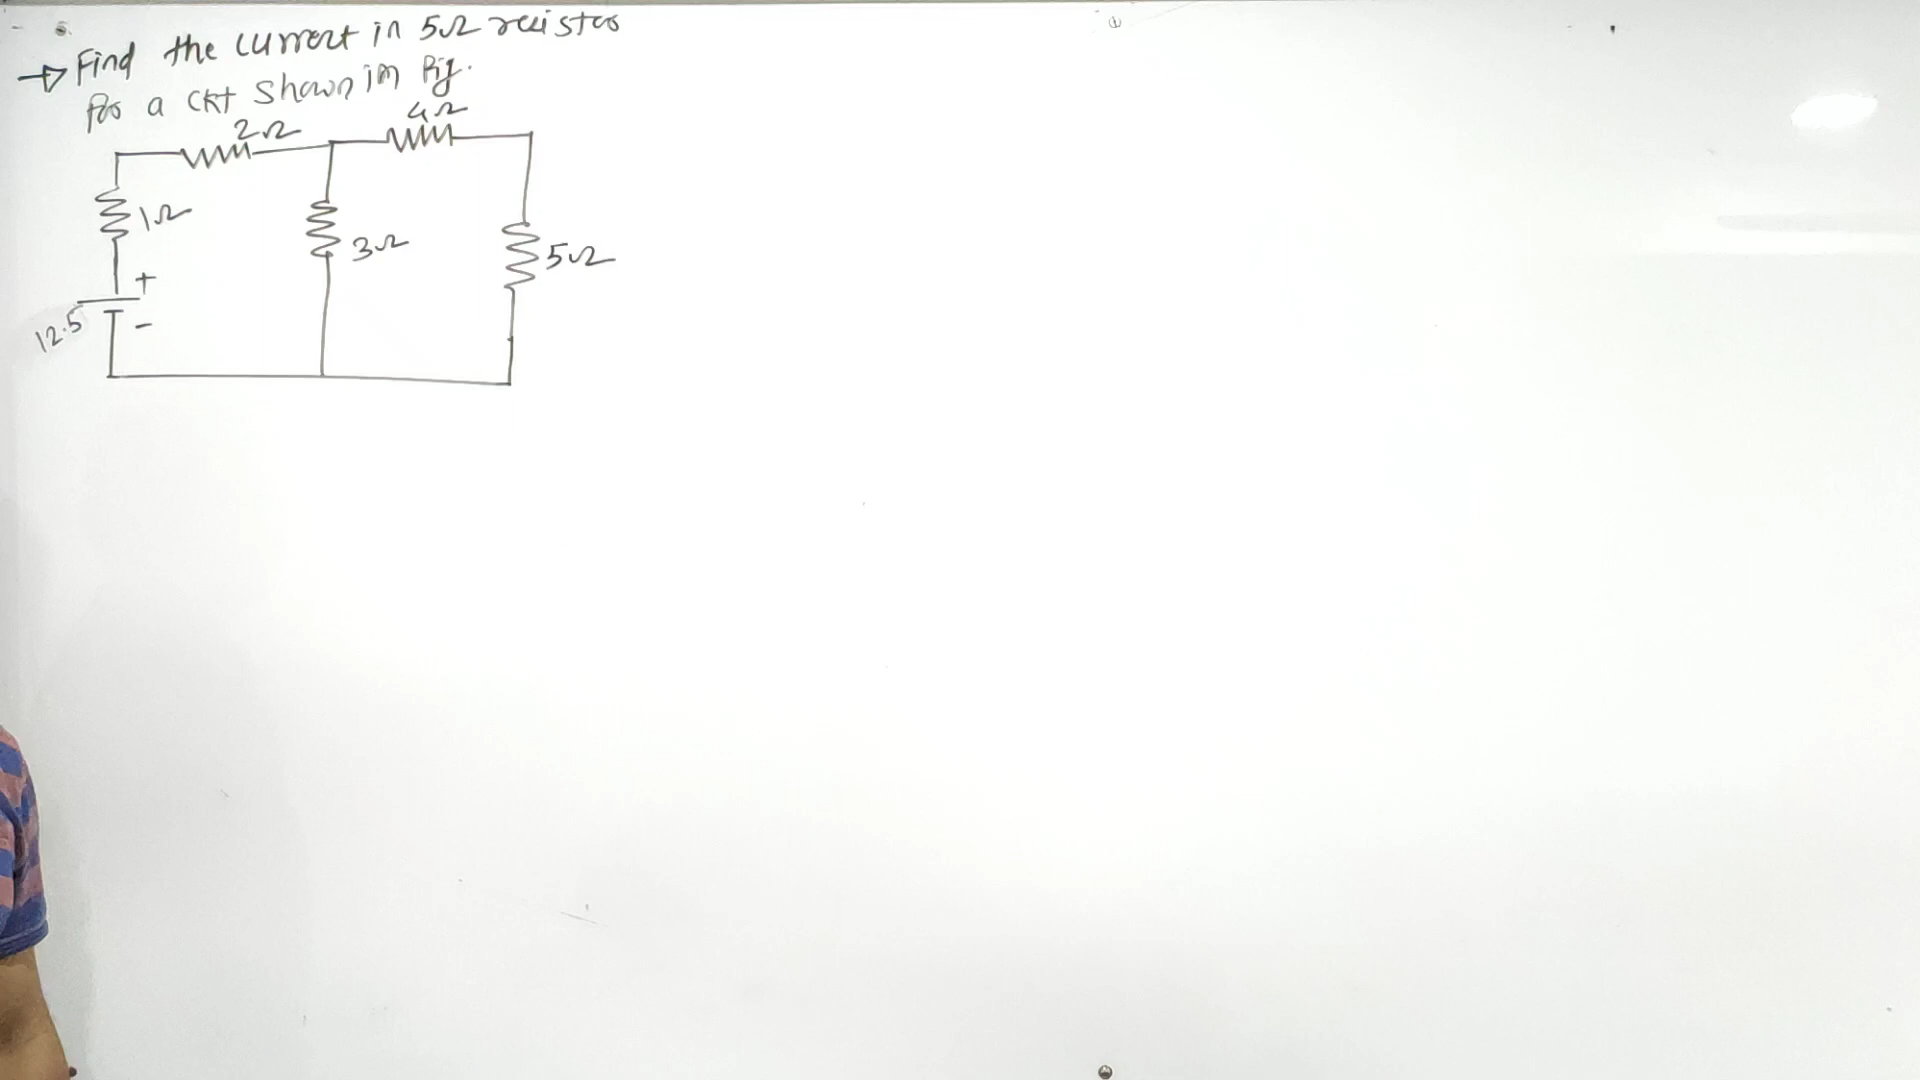 → Find the current in 5Ω resistor
for a ckt shown in fig.
4Ω
2Ω
1Ω
3Ω
5Ω
+
12.5
-